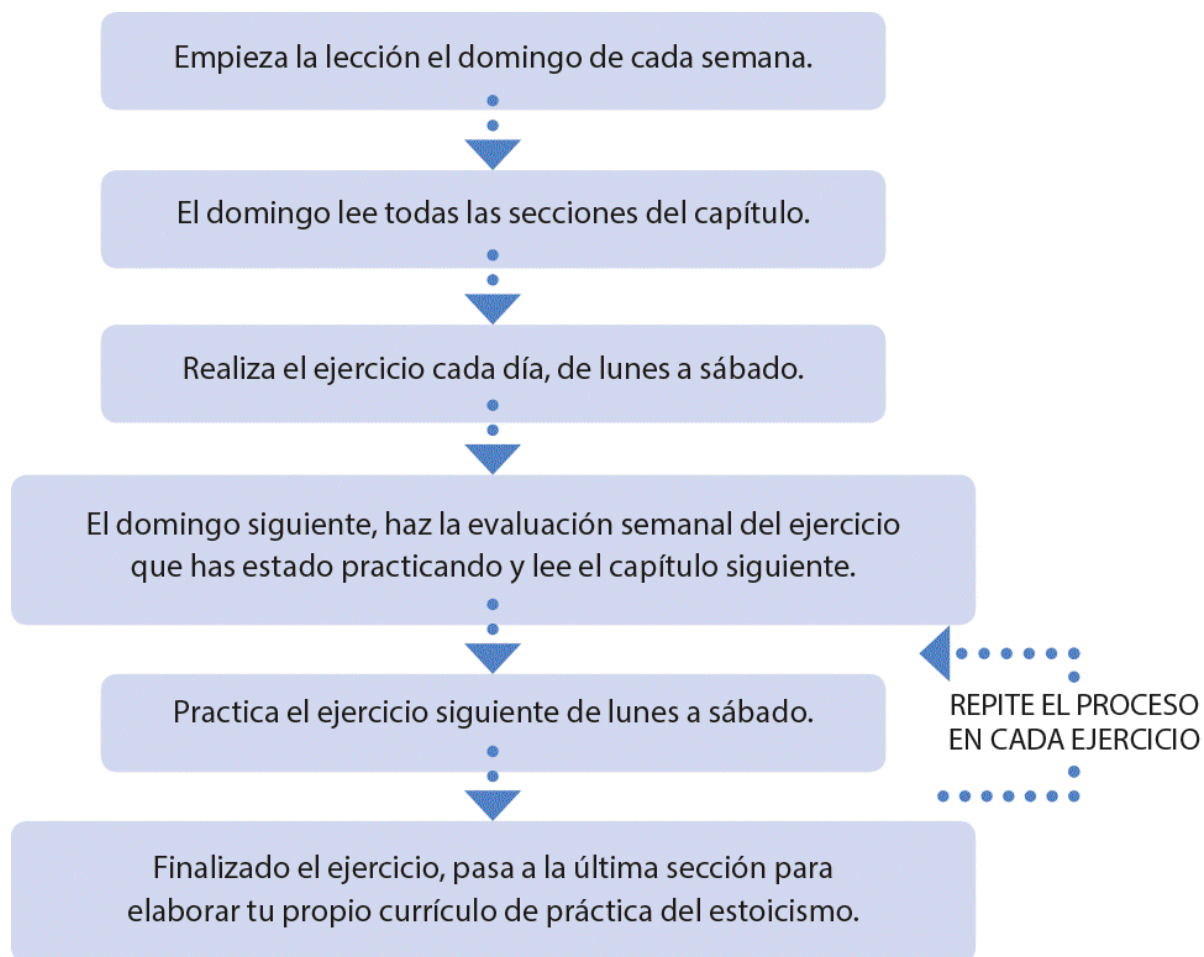 Empieza la lección el domingo de cada semana.
El domingo lee todas las secciones del capítulo.
Realiza el ejercicio cada día, de lunes a sábado.
El domingo siguiente, haz la evaluación semanal del ejercicio
que has estado practicando y lee el capítulo siguiente.
Practica el ejercicio siguiente de lunes a sábado.
REPITE EL PROCESO
EN CADA EJERCICIO
Finalizado el ejercicio, pasa a la última sección para
elaborar tu propio currículo de práctica del estoicismo.